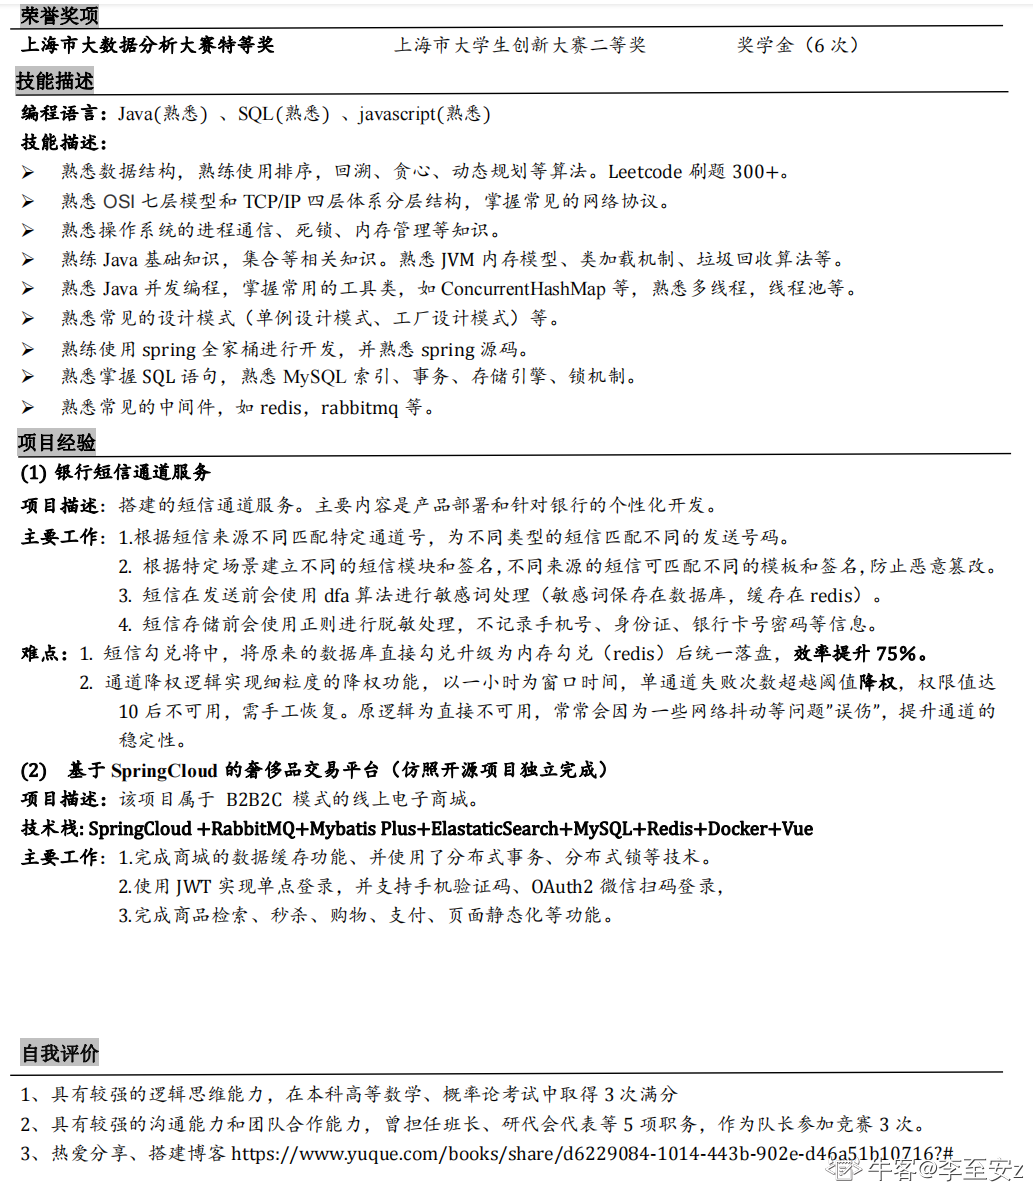 荣誉奖项
上海市大数据分析大赛特等奖 上海市大学生创新大赛二等奖 奖学金（6 次）
技能描述
编程语言：Java(熟悉) 、SQL(熟悉) 、javascript(熟悉)
技能描述：
➢ 熟悉数据结构，熟练使用排序，回溯、贪心、动态规划等算法。Leetcode 刷题 300+。
➢ 熟悉 OSI 七层模型和 TCP/IP 四层体系分层结构，掌握常见的网络协议。
➢ 熟悉操作系统的进程通信、死锁、内存管理等知识。
➢ 熟练 Java 基础知识，集合等相关知识。熟悉 JVM 内存模型、类加载机制、垃圾回收算法等。
➢ 熟悉 Java 并发编程，掌握常用的工具类，如 ConcurrentHashMap 等，熟悉多线程，线程池等。
➢ 熟悉常见的设计模式（单例设计模式、工厂设计模式）等。
➢ 熟练使用 spring 全家桶进行开发，并熟悉 spring 源码。
➢ 熟悉掌握 SQL 语句，熟悉 MySQL 索引、事务、存储引擎、锁机制。
➢ 熟悉常见的中间件，如 redis，rabbitmq 等。
项目经验
(1) 银行短信通道服务
项目描述：搭建的短信通道服务。主要内容是产品部署和针对银行的个性化开发。
主要工作：1.根据短信来源不同匹配特定通道号，为不同类型的短信匹配不同的发送号码。
2. 根据特定场景建立不同的短信模块和签名,不同来源的短信可匹配不同的模板和签名,防止恶意篡改。
3. 短信在发送前会使用 dfa 算法进行敏感词处理（敏感词保存在数据库，缓存在 redis）。
4. 短信存储前会使用正则进行脱敏处理，不记录手机号、身份证、银行卡号密码等信息。
难点：1. 短信勾兑将中，将原来的数据库直接勾兑升级为内存勾兑（redis）后统一落盘，效率提升 75%。
2. 通道降权逻辑实现细粒度的降权功能，以一小时为窗口时间，单通道失败次数超越阈值降权，权限值达
10 后不可用，需手工恢复。原逻辑为直接不可用，常常会因为一些网络抖动等问题"误伤"，提升通道的
稳定性。
(2) 基于 SpringCloud 的奢侈品交易平台（仿照开源项目独立完成）
项目描述：该项目属于 B2B2C 模式的线上电子商城。
技术栈: SpringCloud +RabbitMQ+Mybatis Plus+ElastaticSearch+MySQL+Redis+Docker+Vue
主要工作：1.完成商城的数据缓存功能、并使用了分布式事务、分布式锁等技术。
2.使用 JWT 实现单点登录，并支持手机验证码、OAuth2 微信扫码登录，
3.完成商品检索、秒杀、购物、支付、页面静态化等功能。
自我评价
1、具有较强的逻辑思维能力，在本科高等数学、概率论考试中取得 3 次满分
2、具有较强的沟通能力和团队合作能力，曾担任班长、研代会代表等 5 项职务，作为队长参加竞赛 3 次。
3、热爱分享、搭建博客 https://www.yuque.com/books/share/d6229084-1014-443b-902e-d46a51b10716?#
牛客@李至安z